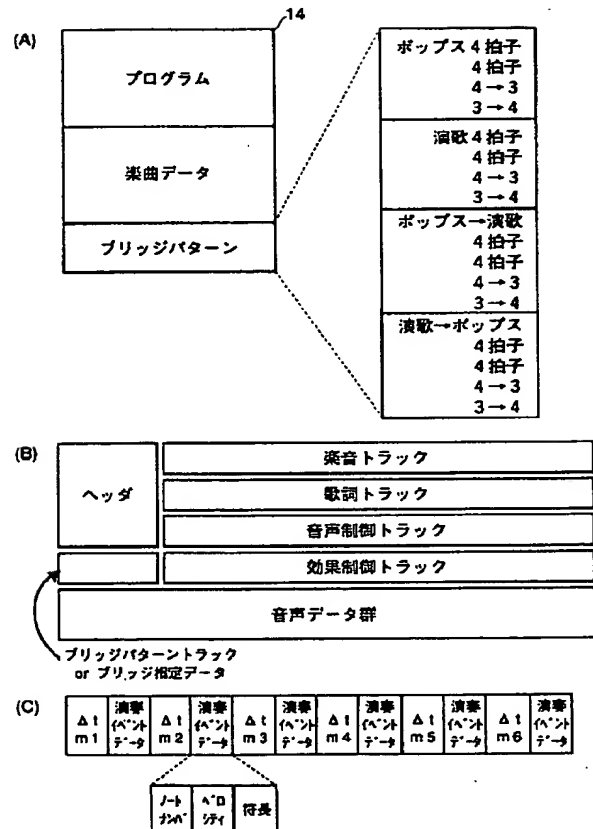 (A)
14
プログラム
楽曲データ
ブリッジパターン
ポップス4拍子
4拍子
4→3
3→4
演歌4拍子
4拍子
4→3
3→4
ポップス→演歌
4拍子
4拍子
4→3
3→4
演歌→ポップス
4拍子
4拍子
4→3
3→4
(B)
ヘッダ
楽音トラック
歌詞トラック
音声制御トラック
効果制御トラック
音声データ群
ブリッジパターントラック
or ブリッジ指定データ
(C)
Δt
m1
演奏
イベント
データ
Δt
m2
演奏
イベント
データ
Δt
m3
演奏
イベント
データ
Δt
m4
演奏
イベント
データ
Δt
m5
演奏
イベント
データ
Δt
m6
演奏
イベント
データ
ノート
ナンバ
ベロ
シティ
符長